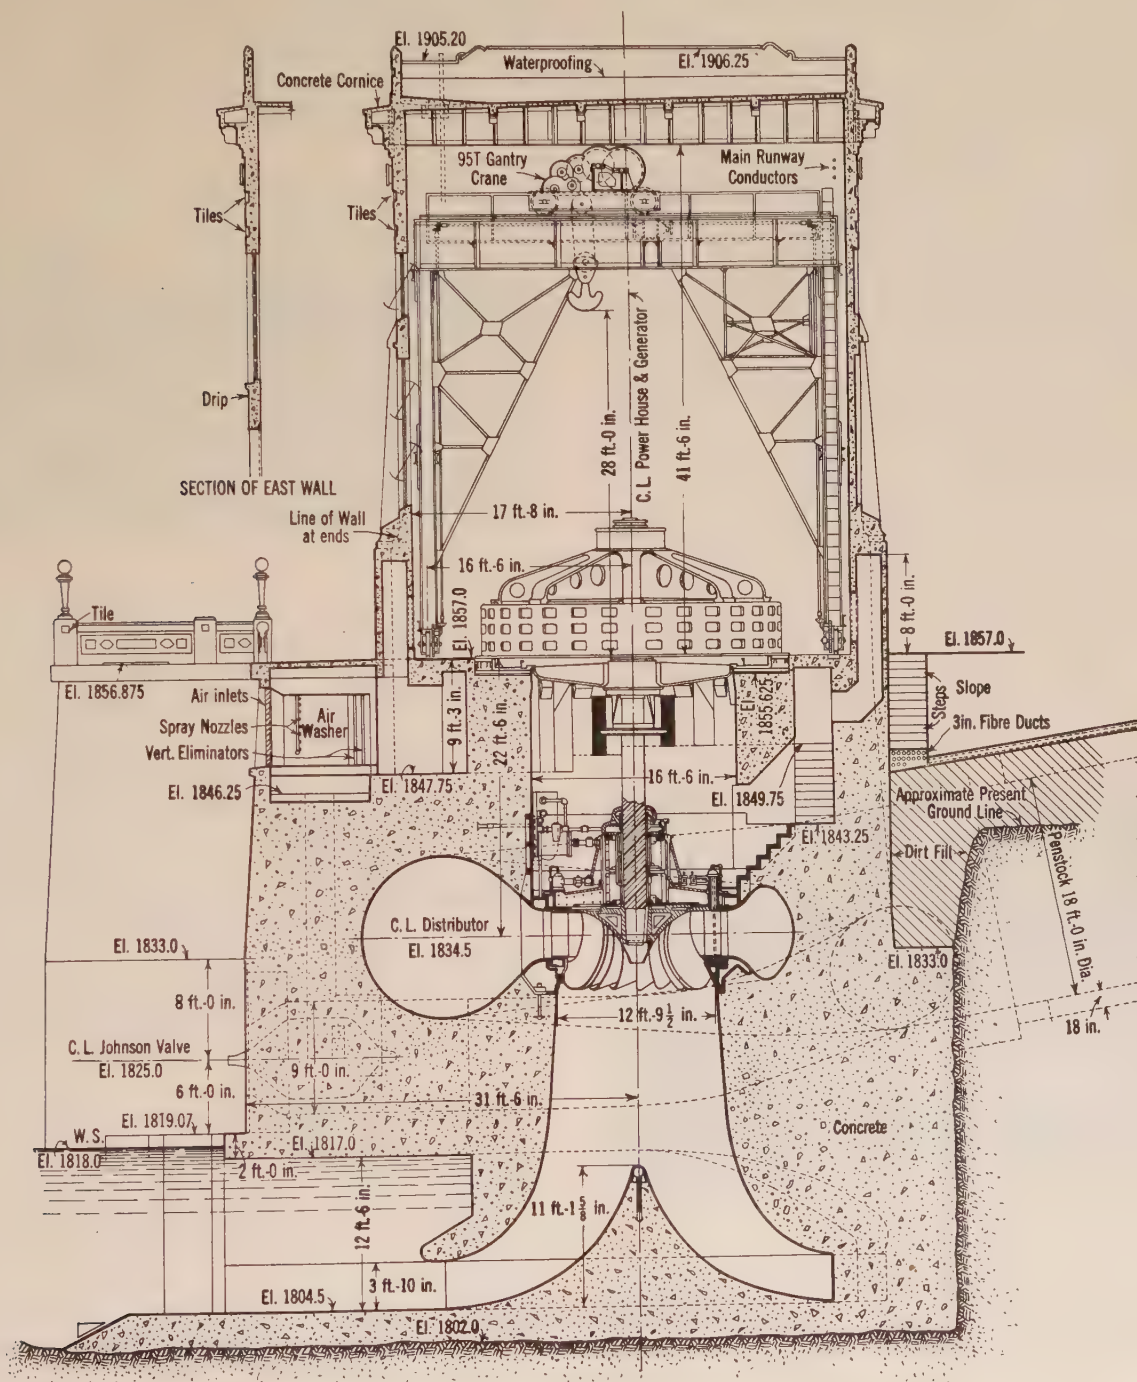 El. 1905.20
Waterproofing
El. 1906.25
Concrete Cornice
95T Gantry
Crane
Main Runway
Conductors
Tiles
Tiles
Drip
SECTION OF EAST WALL
Line of Wall
at ends
28 ft.-0 in.
C.L. Power House & Generator
41 ft.-6 in.
17 ft.-8 in.
16 ft.-6 in.
Tile
El. 1857.0
8 ft.-0 in.
El. 1857.0
El. 1856.875
Air inlets
Spray Nozzles
Air
Washer
Vert. Eliminators
9 ft.-3 in.
22 ft.-6 in.
El.
1855.625
Steps
Slope
3in. Fibre Ducts
El. 1846.25
El. 1847.75
16 ft.-6 in.
El. 1849.75
El. 1843.25
Approximate Present
Ground Line
Dirt Fill
Penstock 18 ft.-0 in. Dia.
C.L. Distributor
El. 1834.5
El. 1833.0
El. 1833.0
8 ft.-0 in.
12 ft.-9 1/2 in.
18 in.
C.L. Johnson Valve
El. 1825.0
9 ft.-0 in.
6 ft.-0 in.
31 ft.-6 in.
Concrete
El. 1819.07
W.S.
El. 1818.0
El. 1817.0
2 ft.-0 in.
12 ft.-6 in.
11 ft.-1 5/8 in.
3 ft.-10 in.
El. 1804.5
El. 1802.0